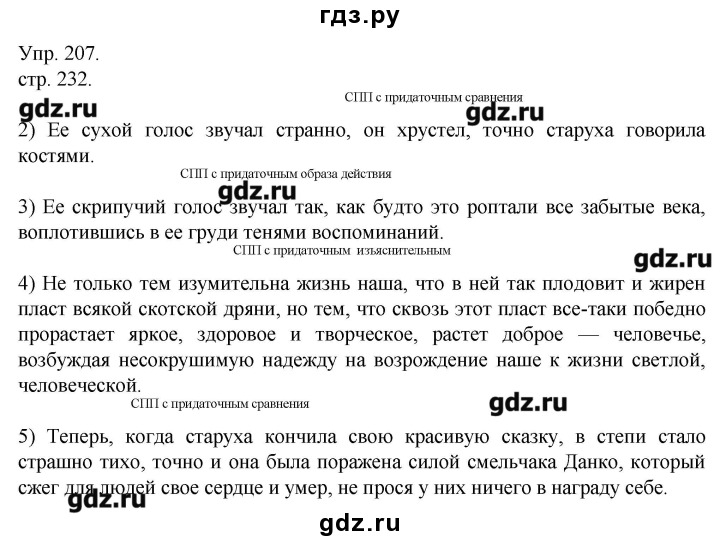 гдз.ру
Упр. 207.
стр. 232.
СПП с придаточным сравнения
gdz.ru
gdz.ru
2) Ее сухой голос звучал странно, он хрустел, точно старуха говорила
костями.
СПП с придаточным образа действия
gdz.ru
3) Ее скрипучий голос звучал так, как будто это роптали все забытые века,
воплотившись в ее груди тенями воспоминаний.
СПП с придаточным изъяснительным
gdz.ru
4) Не только тем изумительна жизнь наша, что в ней так плодовит и жирен
пласт всякой скотской дряни, но тем, что сквозь этот пласт все-таки победно
прорастает яркое, здоровое и творческое, растет доброе — человечье,
возбуждая несокрушимую надежду на возрождение наше к жизни светлой,
человеческой.
СПП с придаточным сравнения
gdz.ru
5) Теперь, когда старуха кончила свою красивую сказку, в степи стало
страшно тихо, точно и она была поражена силой смельчака Данко, который
сжег для людей свое сердце и умер, не прося у них ничего в награду себе.
gdz.ru
gdz.ru